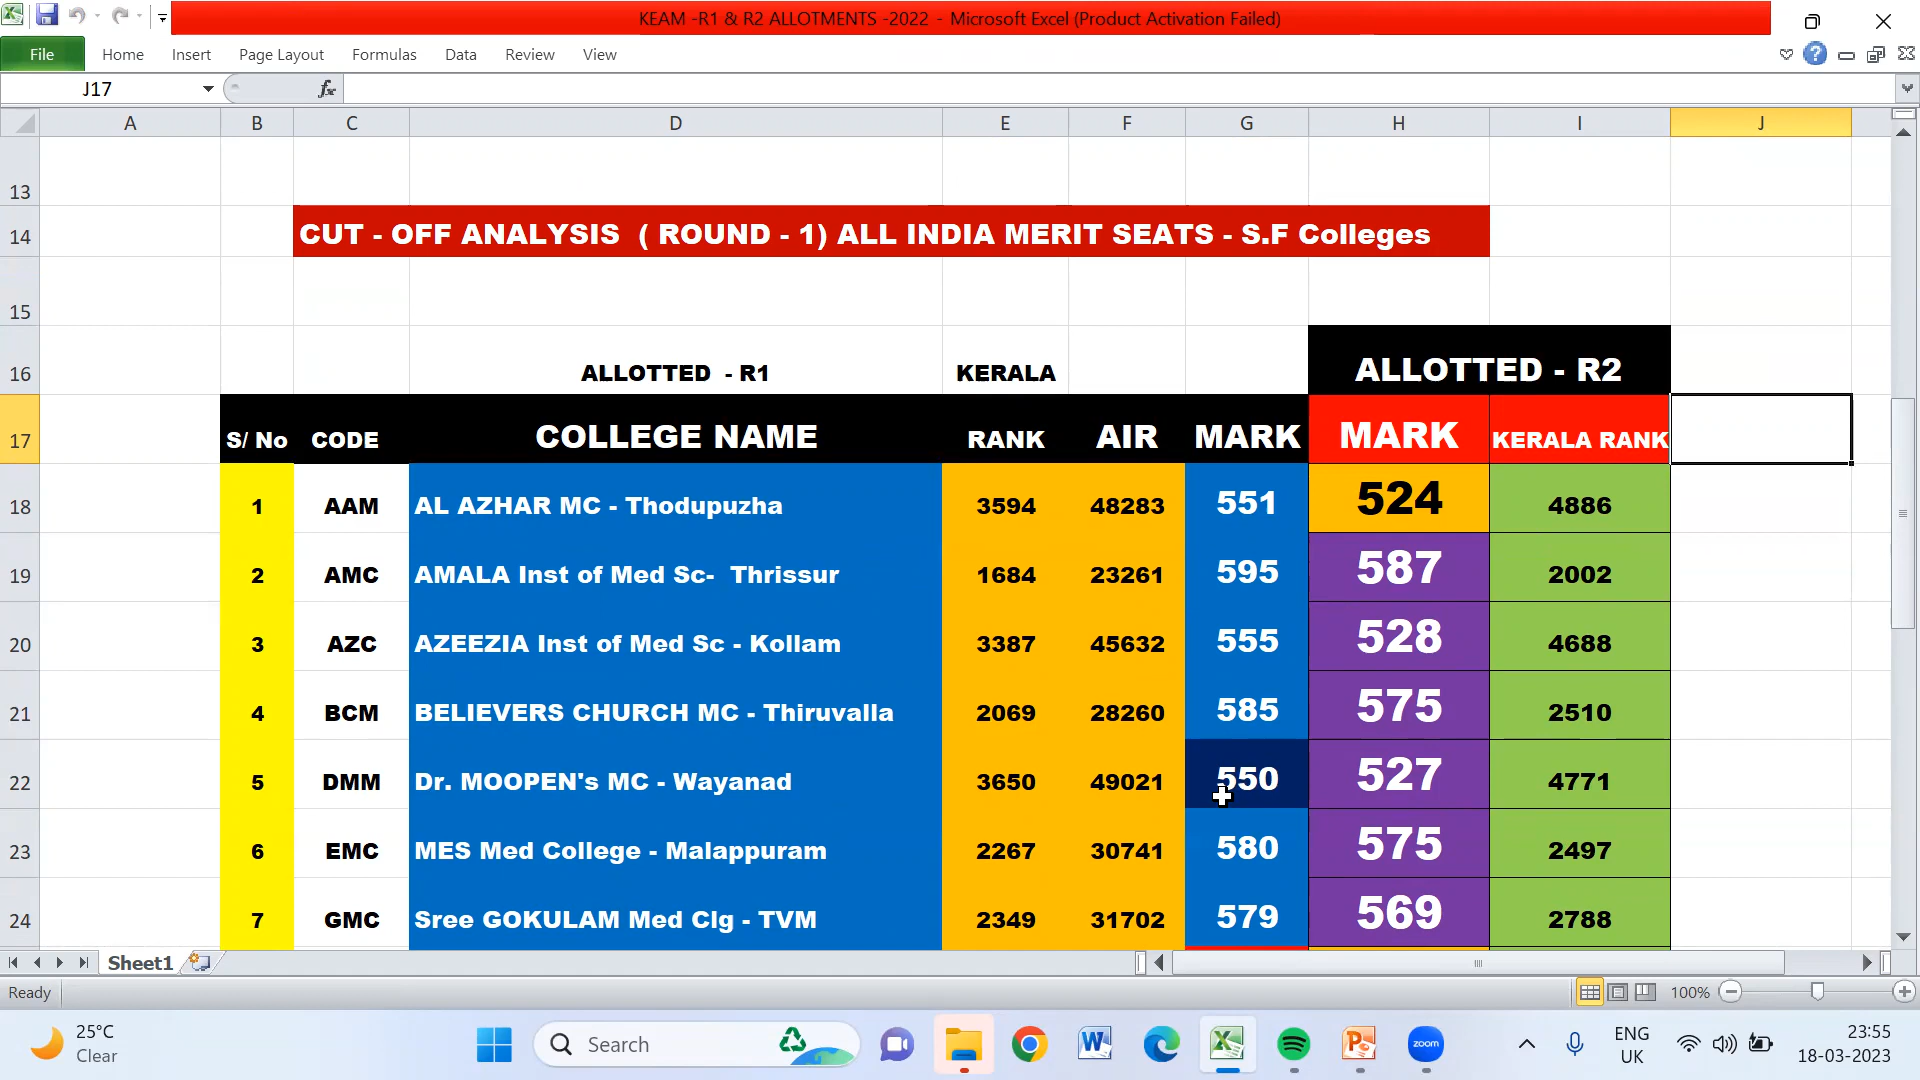 KEAM -R1 & R2 ALLOTMENTS -2022 - Microsoft Excel (Product Activation Failed)
File Home Insert Page Layout Formulas Data Review View
J17 fx
A B C D E F G H I J
13
14 CUT - OFF ANALYSIS ( ROUND - 1) ALL INDIA MERIT SEATS - S.F Colleges
15
16 ALLOTTED - R1 KERALA ALLOTTED - R2
17 S/ No CODE COLLEGE NAME RANK AIR MARK MARK KERALA RANK
18 1 AAM AL AZHAR MC - Thodupuzha 3594 48283 551 524 4886
19 2 AMC AMALA Inst of Med Sc- Thrissur 1684 23261 595 587 2002
20 3 AZC AZEEZIA Inst of Med Sc - Kollam 3387 45632 555 528 4688
21 4 BCM BELIEVERS CHURCH MC - Thiruvalla 2069 28260 585 575 2510
22 5 DMM Dr. MOOPEN's MC - Wayanad 3650 49021 550 527 4771
23 6 EMC MES Med College - Malappuram 2267 30741 580 575 2497
24 7 GMC Sree GOKULAM Med Clg - TVM 2349 31702 579 569 2788
Sheet1
Ready 100%
25°C
Clear
Search
zoom
ENG
UK
23:55
18-03-2023